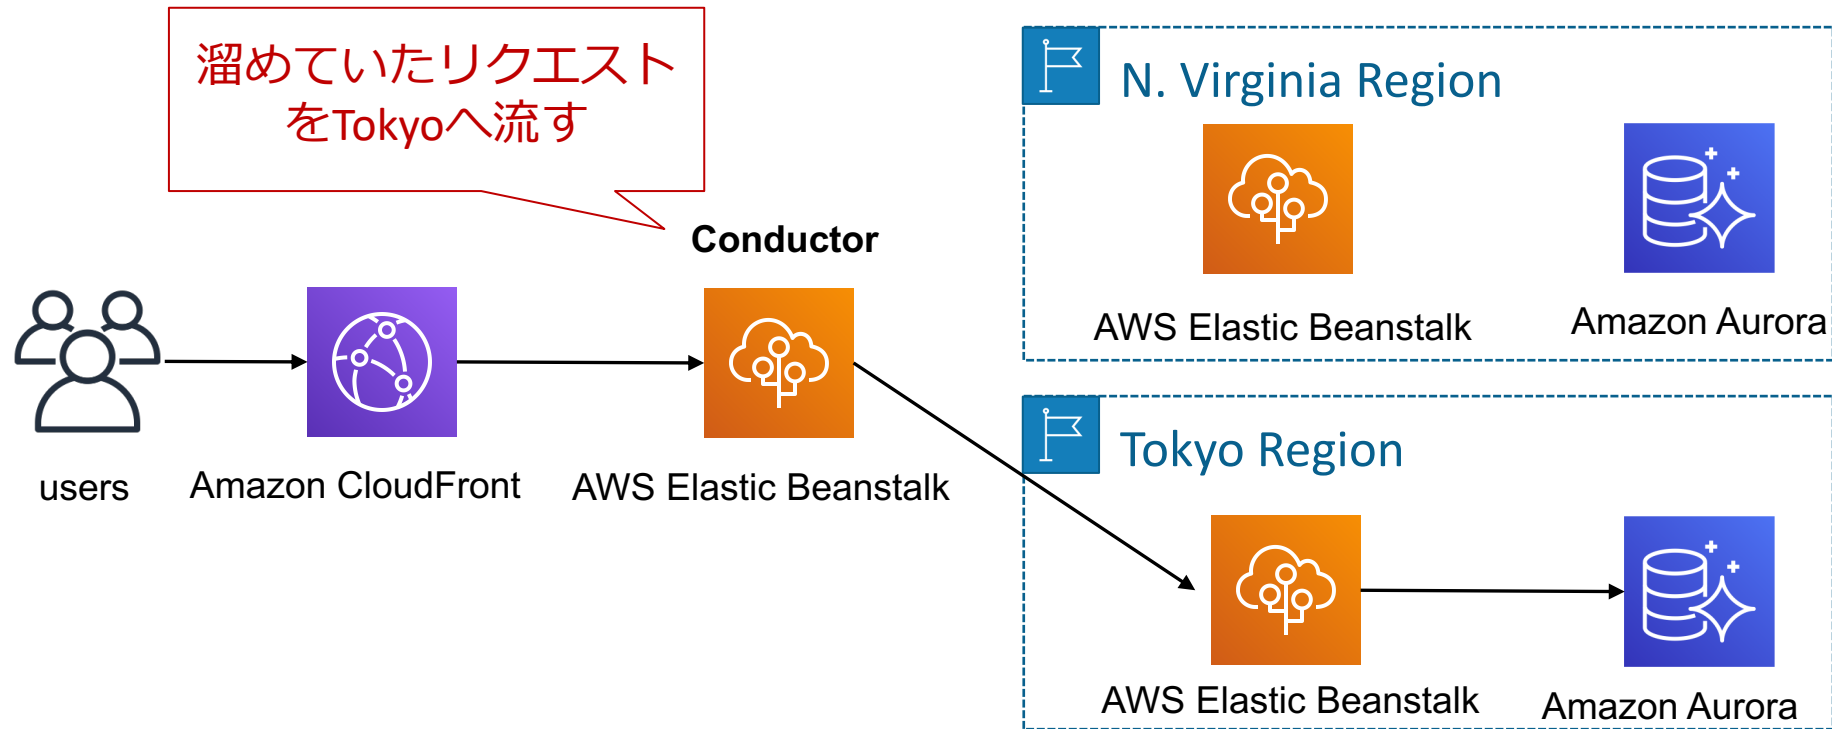 溜めていたリクエスト
をTokyoへ流す
Conductor
users
Amazon CloudFront
AWS Elastic Beanstalk
N. Virginia Region
AWS Elastic Beanstalk
Amazon Aurora
Tokyo Region
AWS Elastic Beanstalk
Amazon Aurora